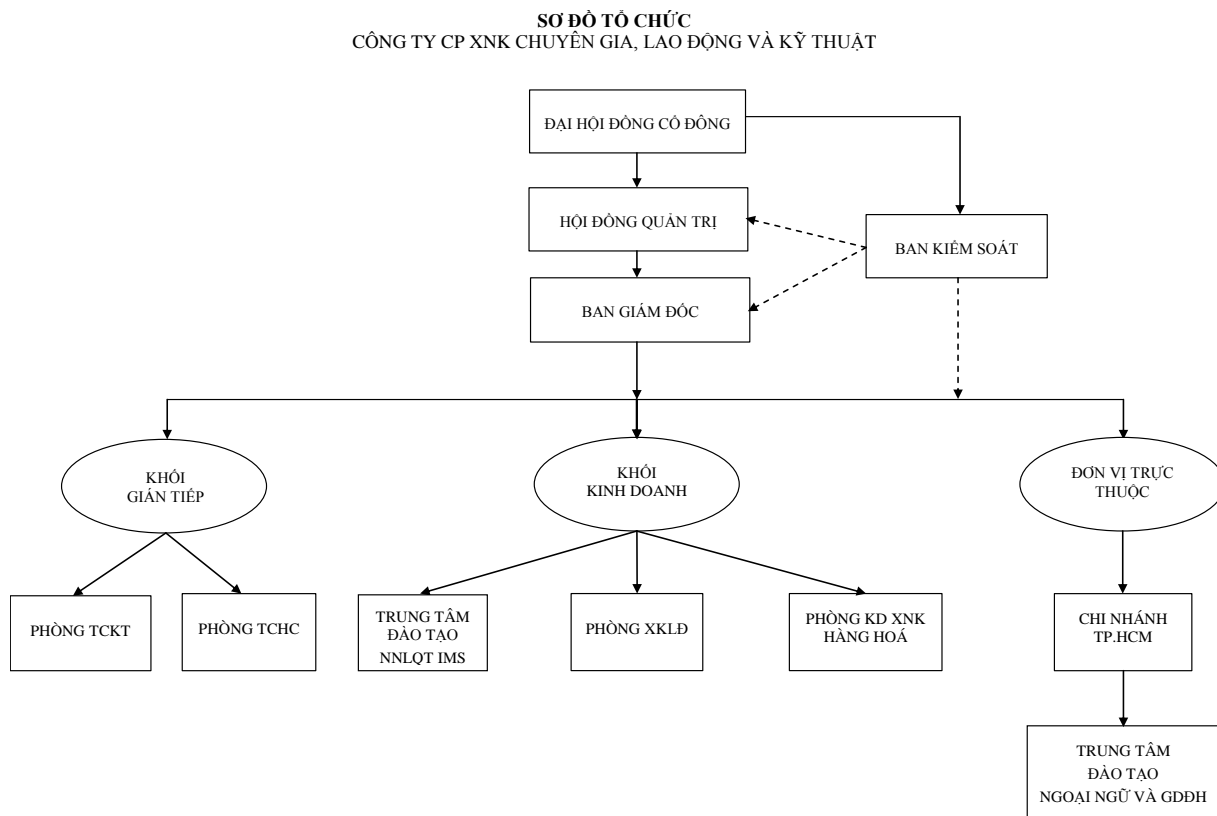 SƠ ĐỒ TỔ CHỨC
CÔNG TY CP XNK CHUYÊN GIA, LAO ĐỘNG VÀ KỸ THUẬT
ĐẠI HỘI ĐỒNG CỔ ĐÔNG
HỘI ĐỒNG QUẢN TRỊ
BAN KIỂM SOÁT
BAN GIÁM ĐỐC
KHỐI
GIÁN TIẾP
KHỐI
KINH DOANH
ĐƠN VỊ TRỰC
THUỘC
PHÒNG TCKT
PHÒNG TCHC
TRUNG TÂM
ĐÀO TẠO
NNLQT IMS
PHÒNG XKLĐ
PHÒNG KD XNK
HÀNG HOÁ
CHI NHÁNH
TP.HCM
TRUNG TÂM
ĐÀO TẠO
NGOẠI NGỮ VÀ GDĐH